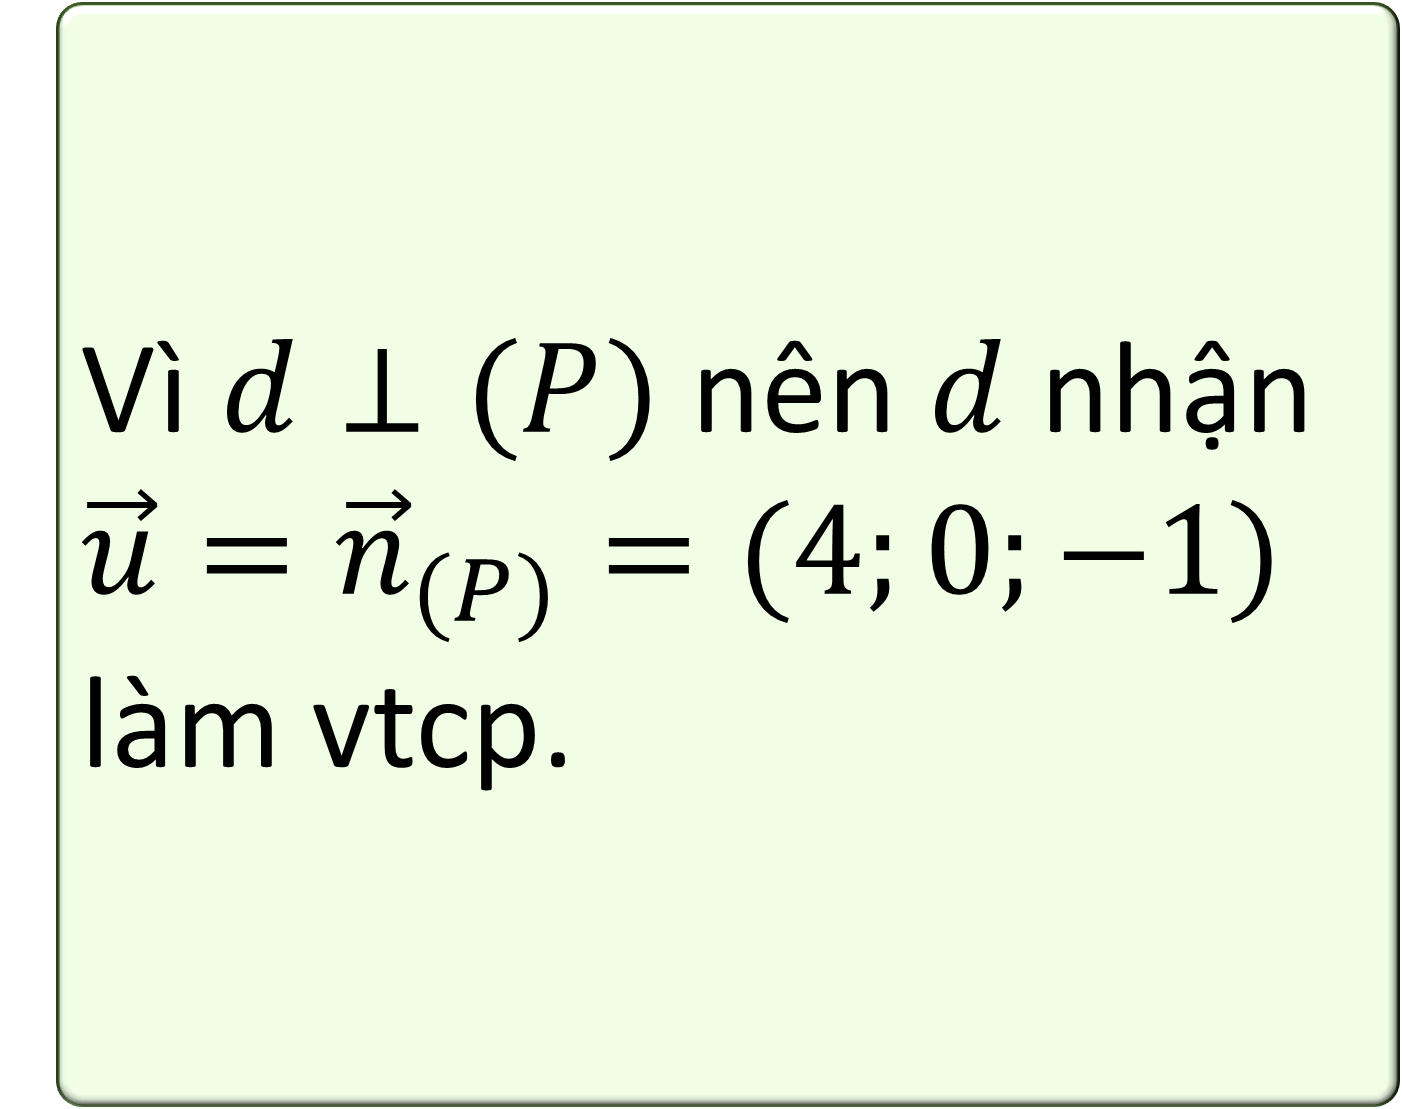 Vì 𝑑 ⊥ (𝑃) nên 𝑑 nhận
𝑢⃗ = 𝑛⃗₍𝑃₎ = (4; 0; −1)
làm vtcp.